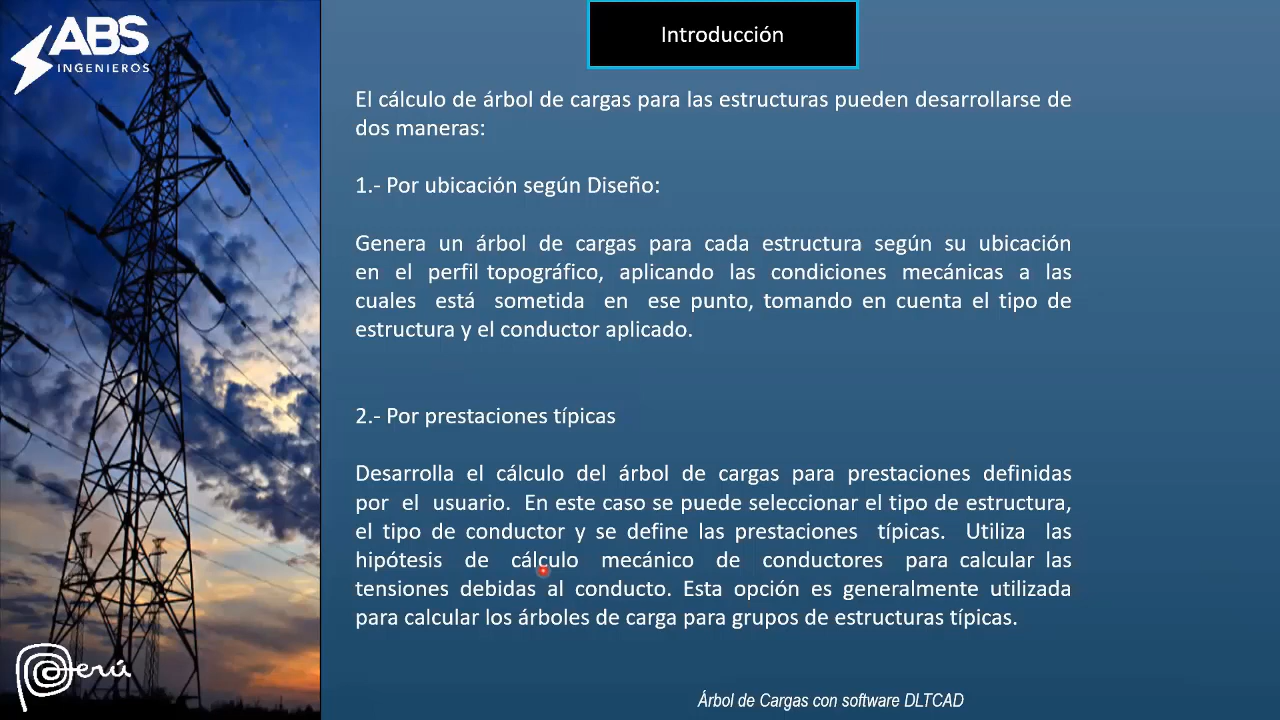 ABS
INGENIEROS
Introducción
El cálculo de árbol de cargas para las estructuras pueden desarrollarse de
dos maneras:
1.- Por ubicación según Diseño:
Genera un árbol de cargas para cada estructura según su ubicación
en el perfil topográfico, aplicando las condiciones mecánicas a las
cuales está sometida en ese punto, tomando en cuenta el tipo de
estructura y el conductor aplicado.
2.- Por prestaciones típicas
Desarrolla el cálculo del árbol de cargas para prestaciones definidas
por el usuario. En este caso se puede seleccionar el tipo de estructura,
el tipo de conductor y se define las prestaciones típicas. Utiliza las
hipótesis de cálculo mecánico de conductores para calcular las
tensiones debidas al conducto. Esta opción es generalmente utilizada
para calcular los árboles de carga para grupos de estructuras típicas.
Perú
Árbol de Cargas con software DLTCAD